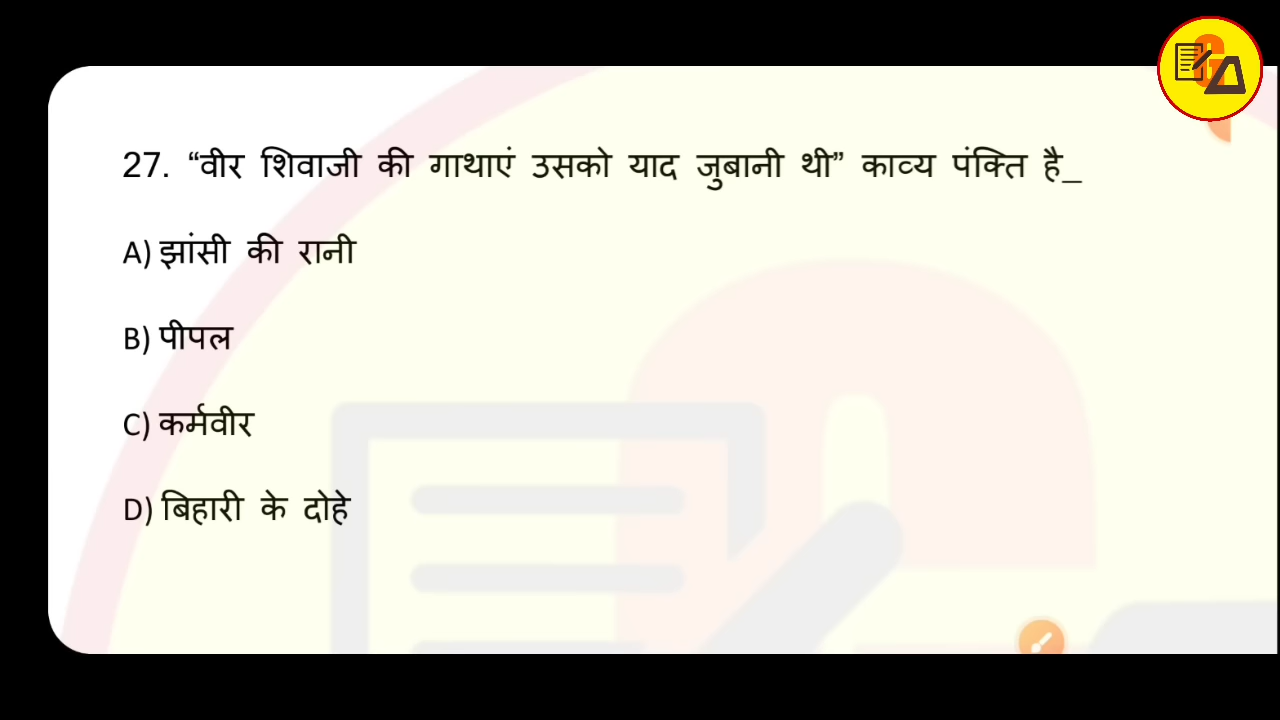 27. “वीर शिवाजी की गाथाएं उसको याद जुबानी थी” काव्य पंक्ति है_
A) झांसी की रानी
B) पीपल
C) कर्मवीर
D) बिहारी के दोहे